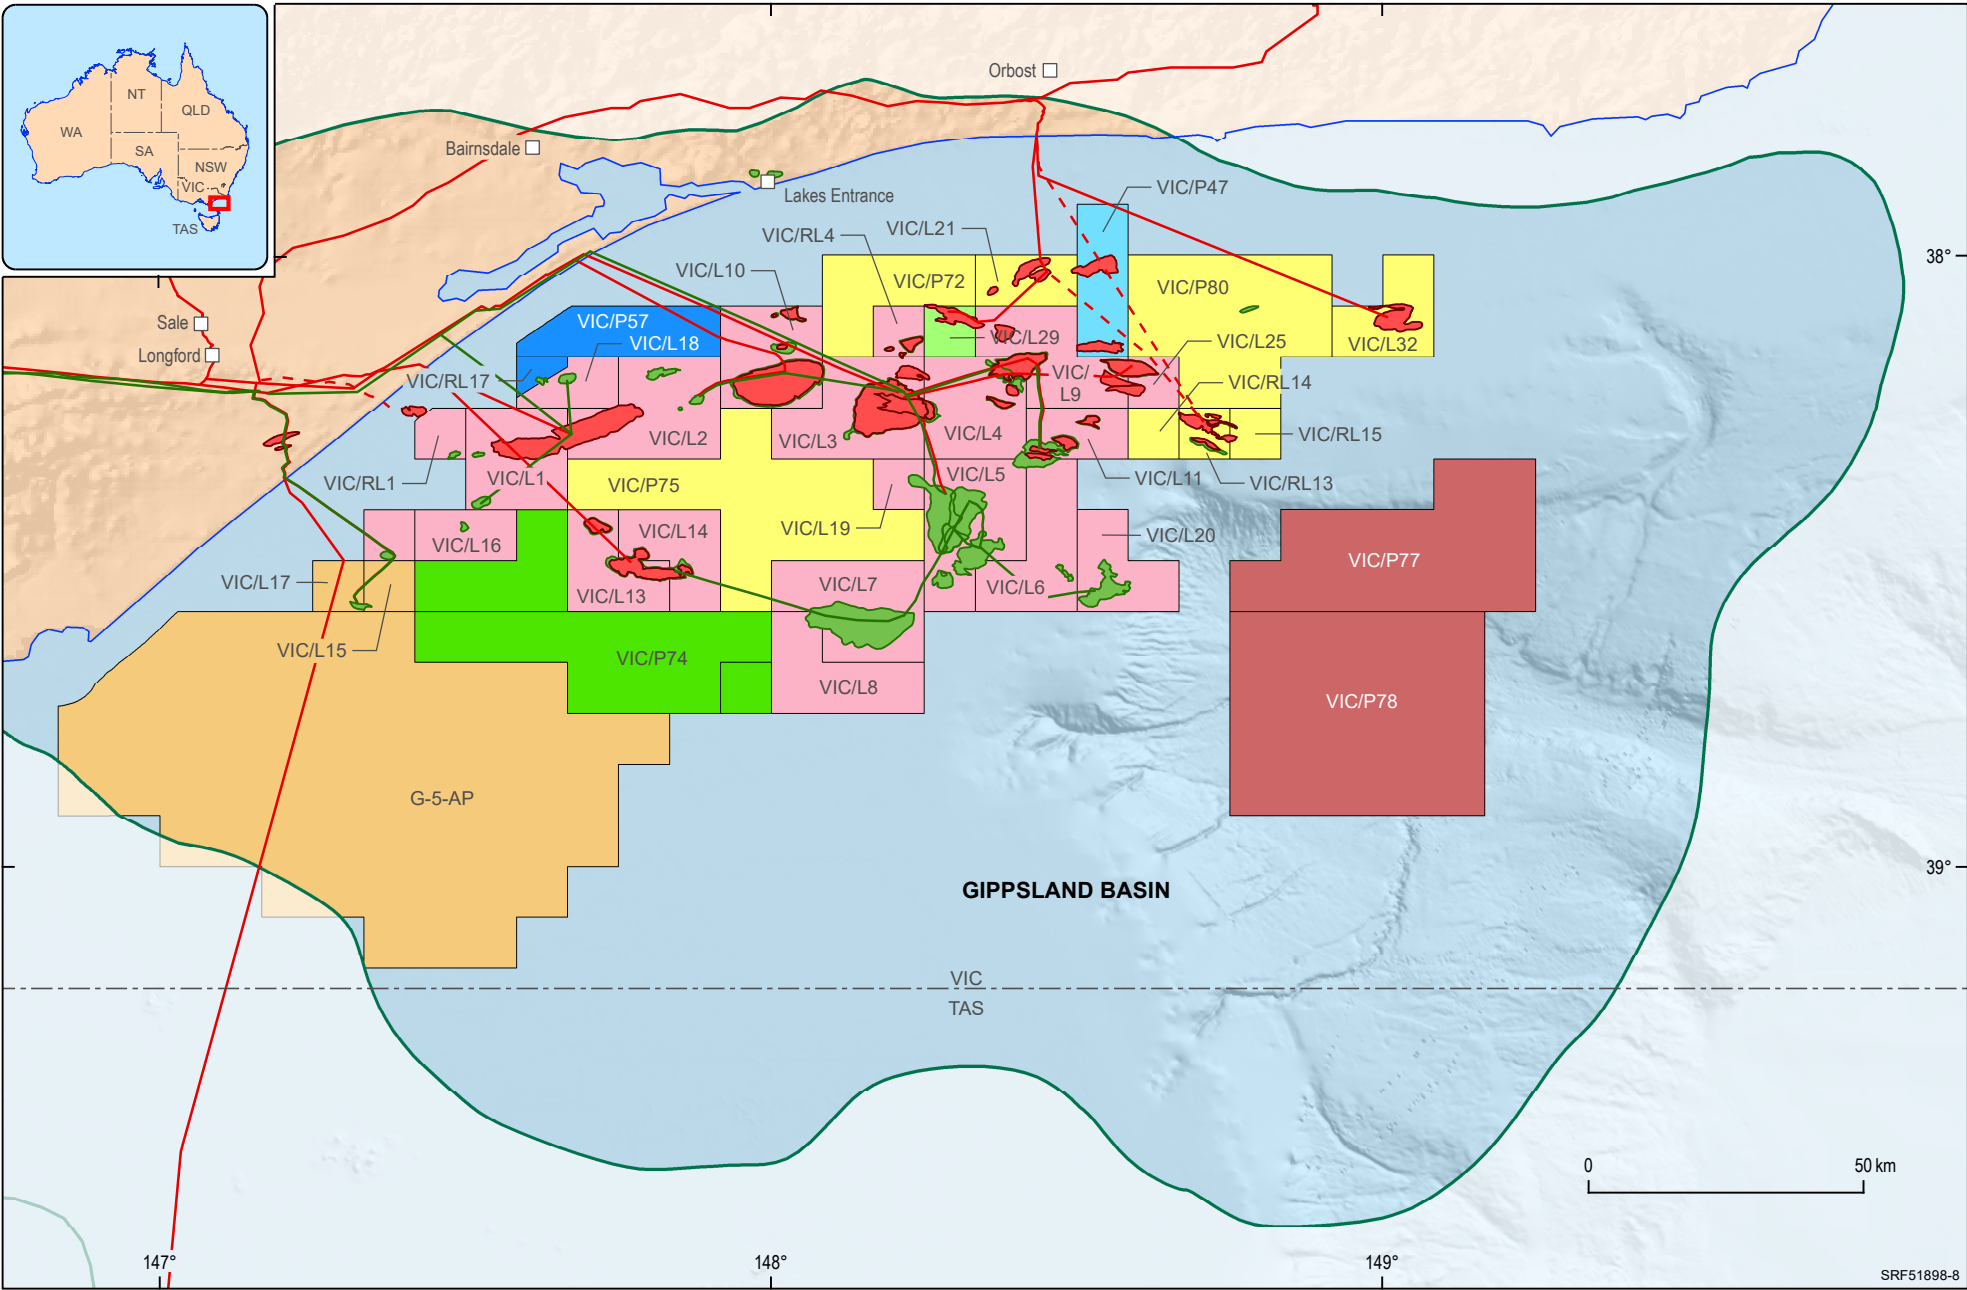 NT
QLD
WA
SA
NSW
VIC
TAS
Orbost
Bairnsdale
Lakes Entrance
VIC/P47
VIC/L21
VIC/RL4
38°
VIC/L10
VIC/P72
VIC/P80
Sale
VIC/P57
VIC/L18
VIC/L29
VIC/L25
VIC/L32
Longford
VIC/RL17
VIC/
L9
VIC/RL14
VIC/L2
VIC/L3
VIC/L4
VIC/RL15
VIC/RL1
VIC/L1
VIC/P75
VIC/L5
VIC/L11
VIC/RL13
VIC/L16
VIC/L14
VIC/L19
VIC/L20
VIC/P77
VIC/L17
VIC/L13
VIC/L7
VIC/L6
VIC/L15
VIC/P74
VIC/L8
VIC/P78
G-5-AP
39°
GIPPSLAND BASIN
VIC
TAS
0
50 km
147°
148°
149°
SRF51898-8